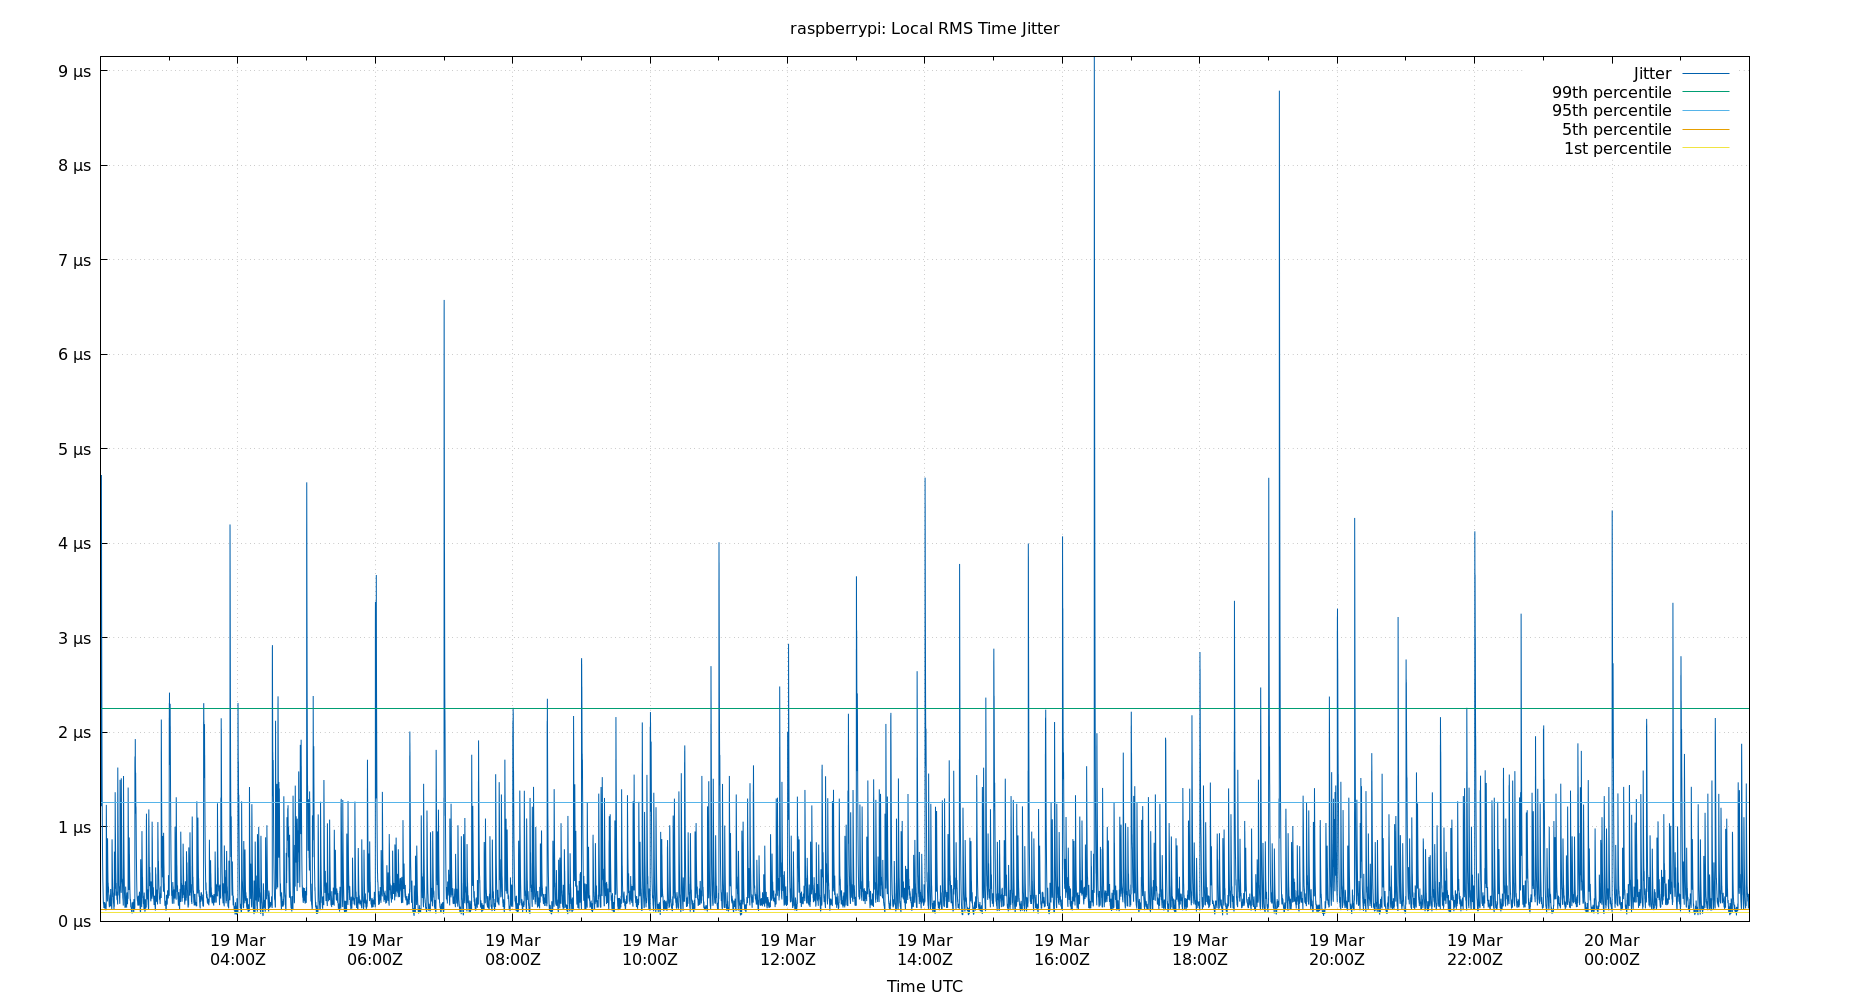 raspberrypi: Local RMS Time Jitter
9 µs
8 µs
7 µs
6 µs
5 µs
4 µs
3 µs
2 µs
1 µs
0 µs
Jitter
99th percentile
95th percentile
5th percentile
1st percentile
19 Mar
04:00Z
19 Mar
06:00Z
19 Mar
08:00Z
19 Mar
10:00Z
19 Mar
12:00Z
19 Mar
14:00Z
19 Mar
16:00Z
19 Mar
18:00Z
19 Mar
20:00Z
19 Mar
22:00Z
20 Mar
00:00Z
Time UTC